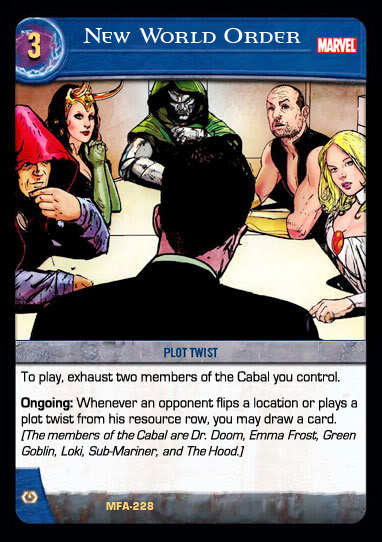 3
New World Order
MARVEL
PLOT TWIST
To play, exhaust two members of the Cabal you control.
Ongoing: Whenever an opponent flips a location or plays a
plot twist from his resource row, you may draw a card.
[The members of the Cabal are Dr. Doom, Emma Frost, Green
Goblin, Loki, Sub-Mariner, and The Hood.]
MFA-228